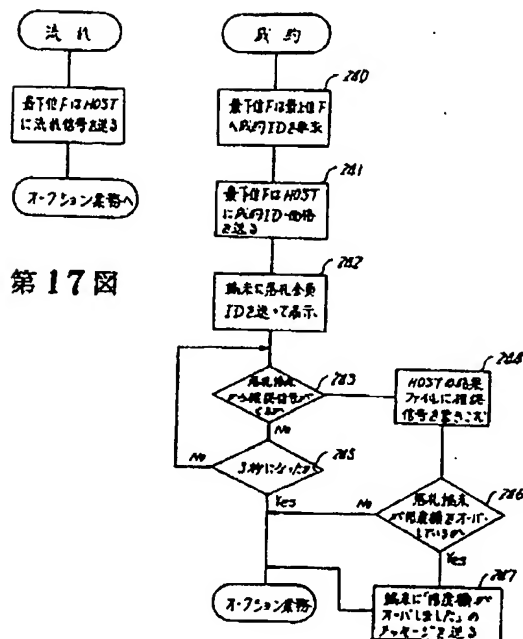 流れ
最下位FはHOST
に流れ信号を送る
オークション業務へ
第17図
成約
280
最下位Fは最上位F
へ成約IDを要求
281
最下位FはHOST
に成約ID・価格
を送る
282
端末に落札会員
IDを送って表示
283
落札端末
から確認信号が
くるか
No
284
HOSTの結果
ファイルに確認
信号を書きこむ
285
3秒になったか
No
Yes
286
落札端末
が限度額をオーバ
しているか
No
Yes
287
端末に「限度額が
オーバしました」の
メッセージを送る
オークション業務へ